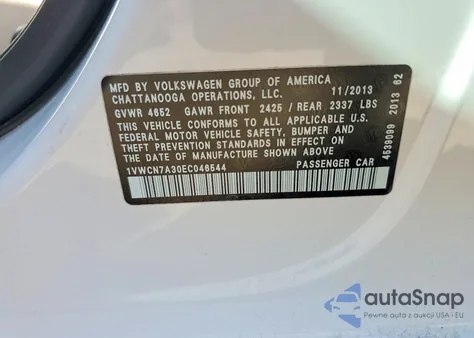 MFD BY VOLKSWAGEN GROUP OF AMERICA
CHATTANOOGA OPERATIONS, LLC. 11/2013
GVWR 4652 GAWR FRONT 2425 / REAR 2337 LBS
THIS VEHICLE CONFORMS TO ALL APPLICABLE U.S.
FEDERAL MOTOR VEHICLE SAFETY, BUMPER AND
THEFT PREVENTION STANDARDS IN EFFECT ON THE
DATE OF MANUFACTURE SHOWN ABOVE
1VWCN7A30EC046544 PASSENGER CAR
4539099 2013 62
autoSnap
Pewne auta z aukcji USA i EU